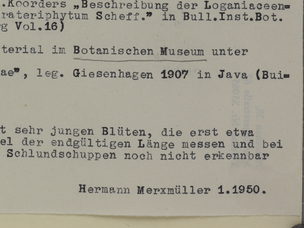 .Koorders „Beschreibung der Loganiaceen-
rateriphytum Scheff." in Bull.Inst.Bot.
g Vol.16)
terial im Botanischen Museum unter
ae", leg. Giesenhagen 1907 in Java (Bui-
t sehr jungen Blüten, die erst etwa
el der endgültigen Länge messen und bei
Schlundschuppen noch nicht erkennbar
Hermann Merxmüller 1.1950.